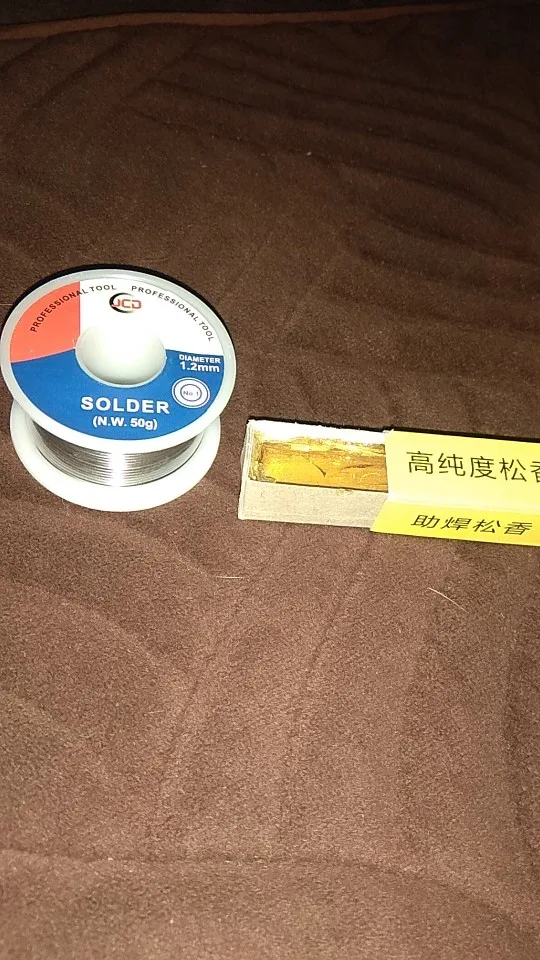 PROFESSIONAL TOOL PROFESSIONAL TOOL
JCD
DIAMETER
1.2mm
No 1
SOLDER
(N.W. 50g)
高纯度松香
助焊松香